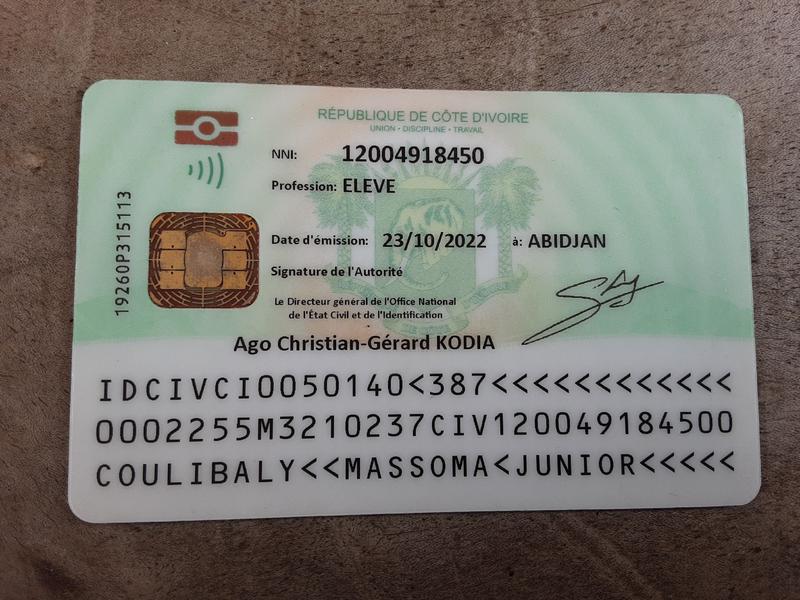 RÉPUBLIQUE DE CÔTE D'IVOIRE
UNION - DISCIPLINE - TRAVAIL
NNI: 12004918450
Profession: ELEVE
19260P315113
Date d'émission: 23/10/2022 à: ABIDJAN
Signature de l'Autorité
Le Directeur général de l'Office National
de l'État Civil et de l'Identification
Ago Christian-Gérard KODIA
IDCIVCI0050140<387<<<<<<<<<<<<
0002255M3210237CIV120049184500
COULIBALY<<MASSOMA<JUNIOR<<<<<